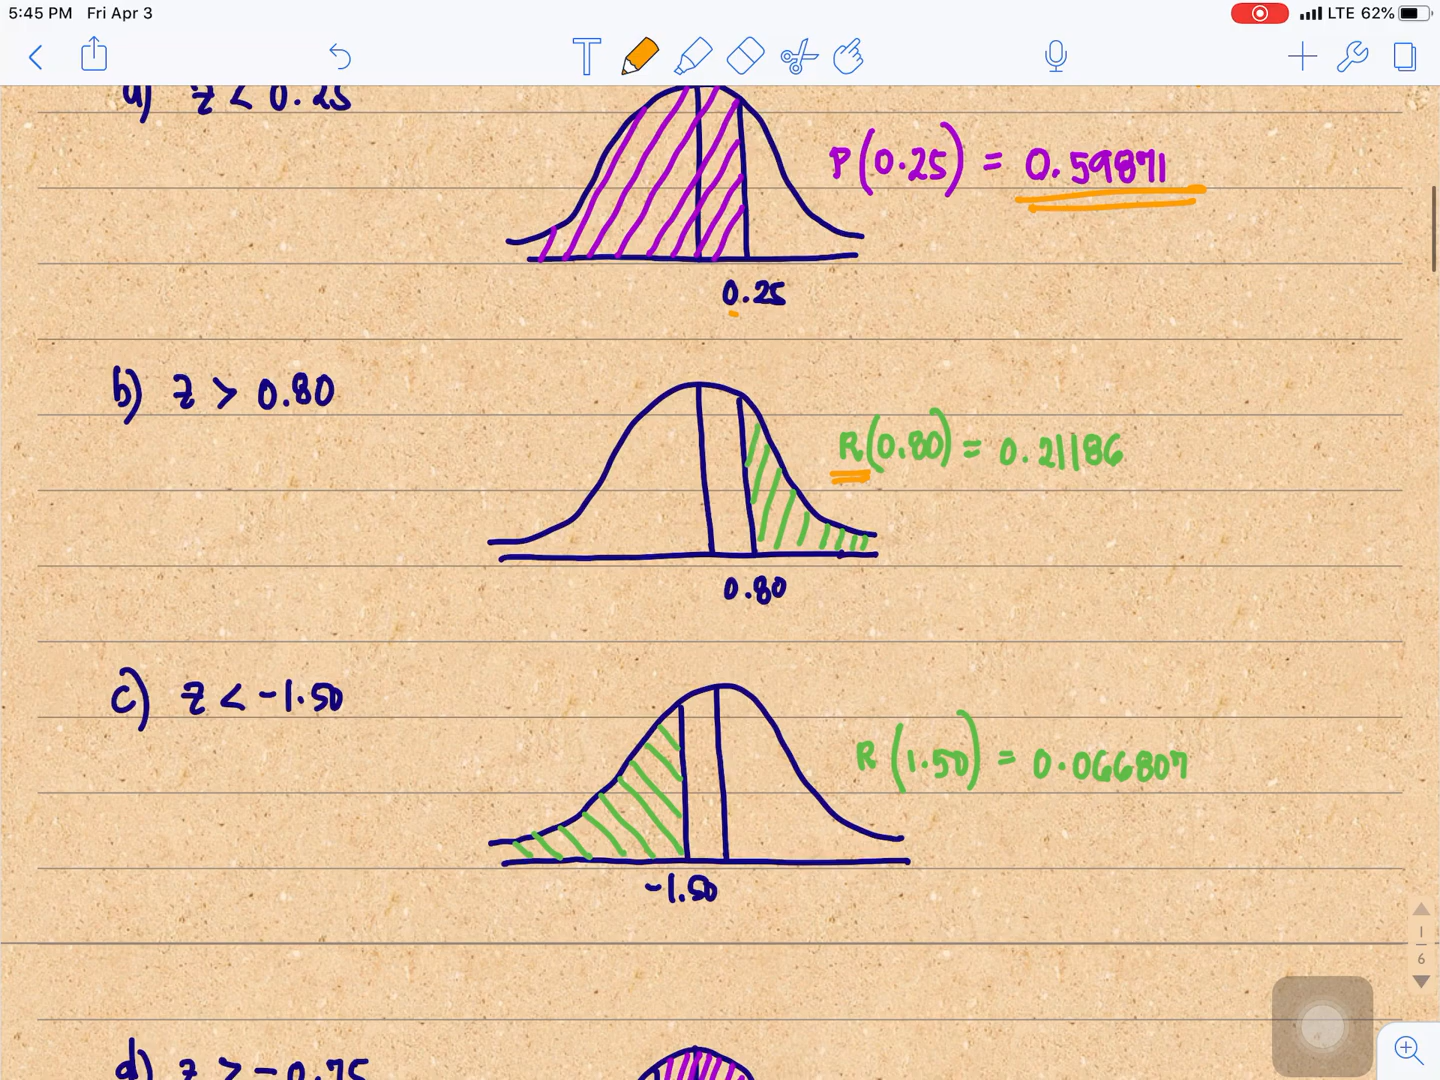 5:45 PM Fri Apr 3
LTE 62%
T
a) z < 0.25
P(0.25) = 0.59871
0.25
b) z > 0.80
R(0.80) = 0.21186
0.80
c) z < -1.50
R(1.50) = 0.066807
-1.50
1
6
d) z > -0.75